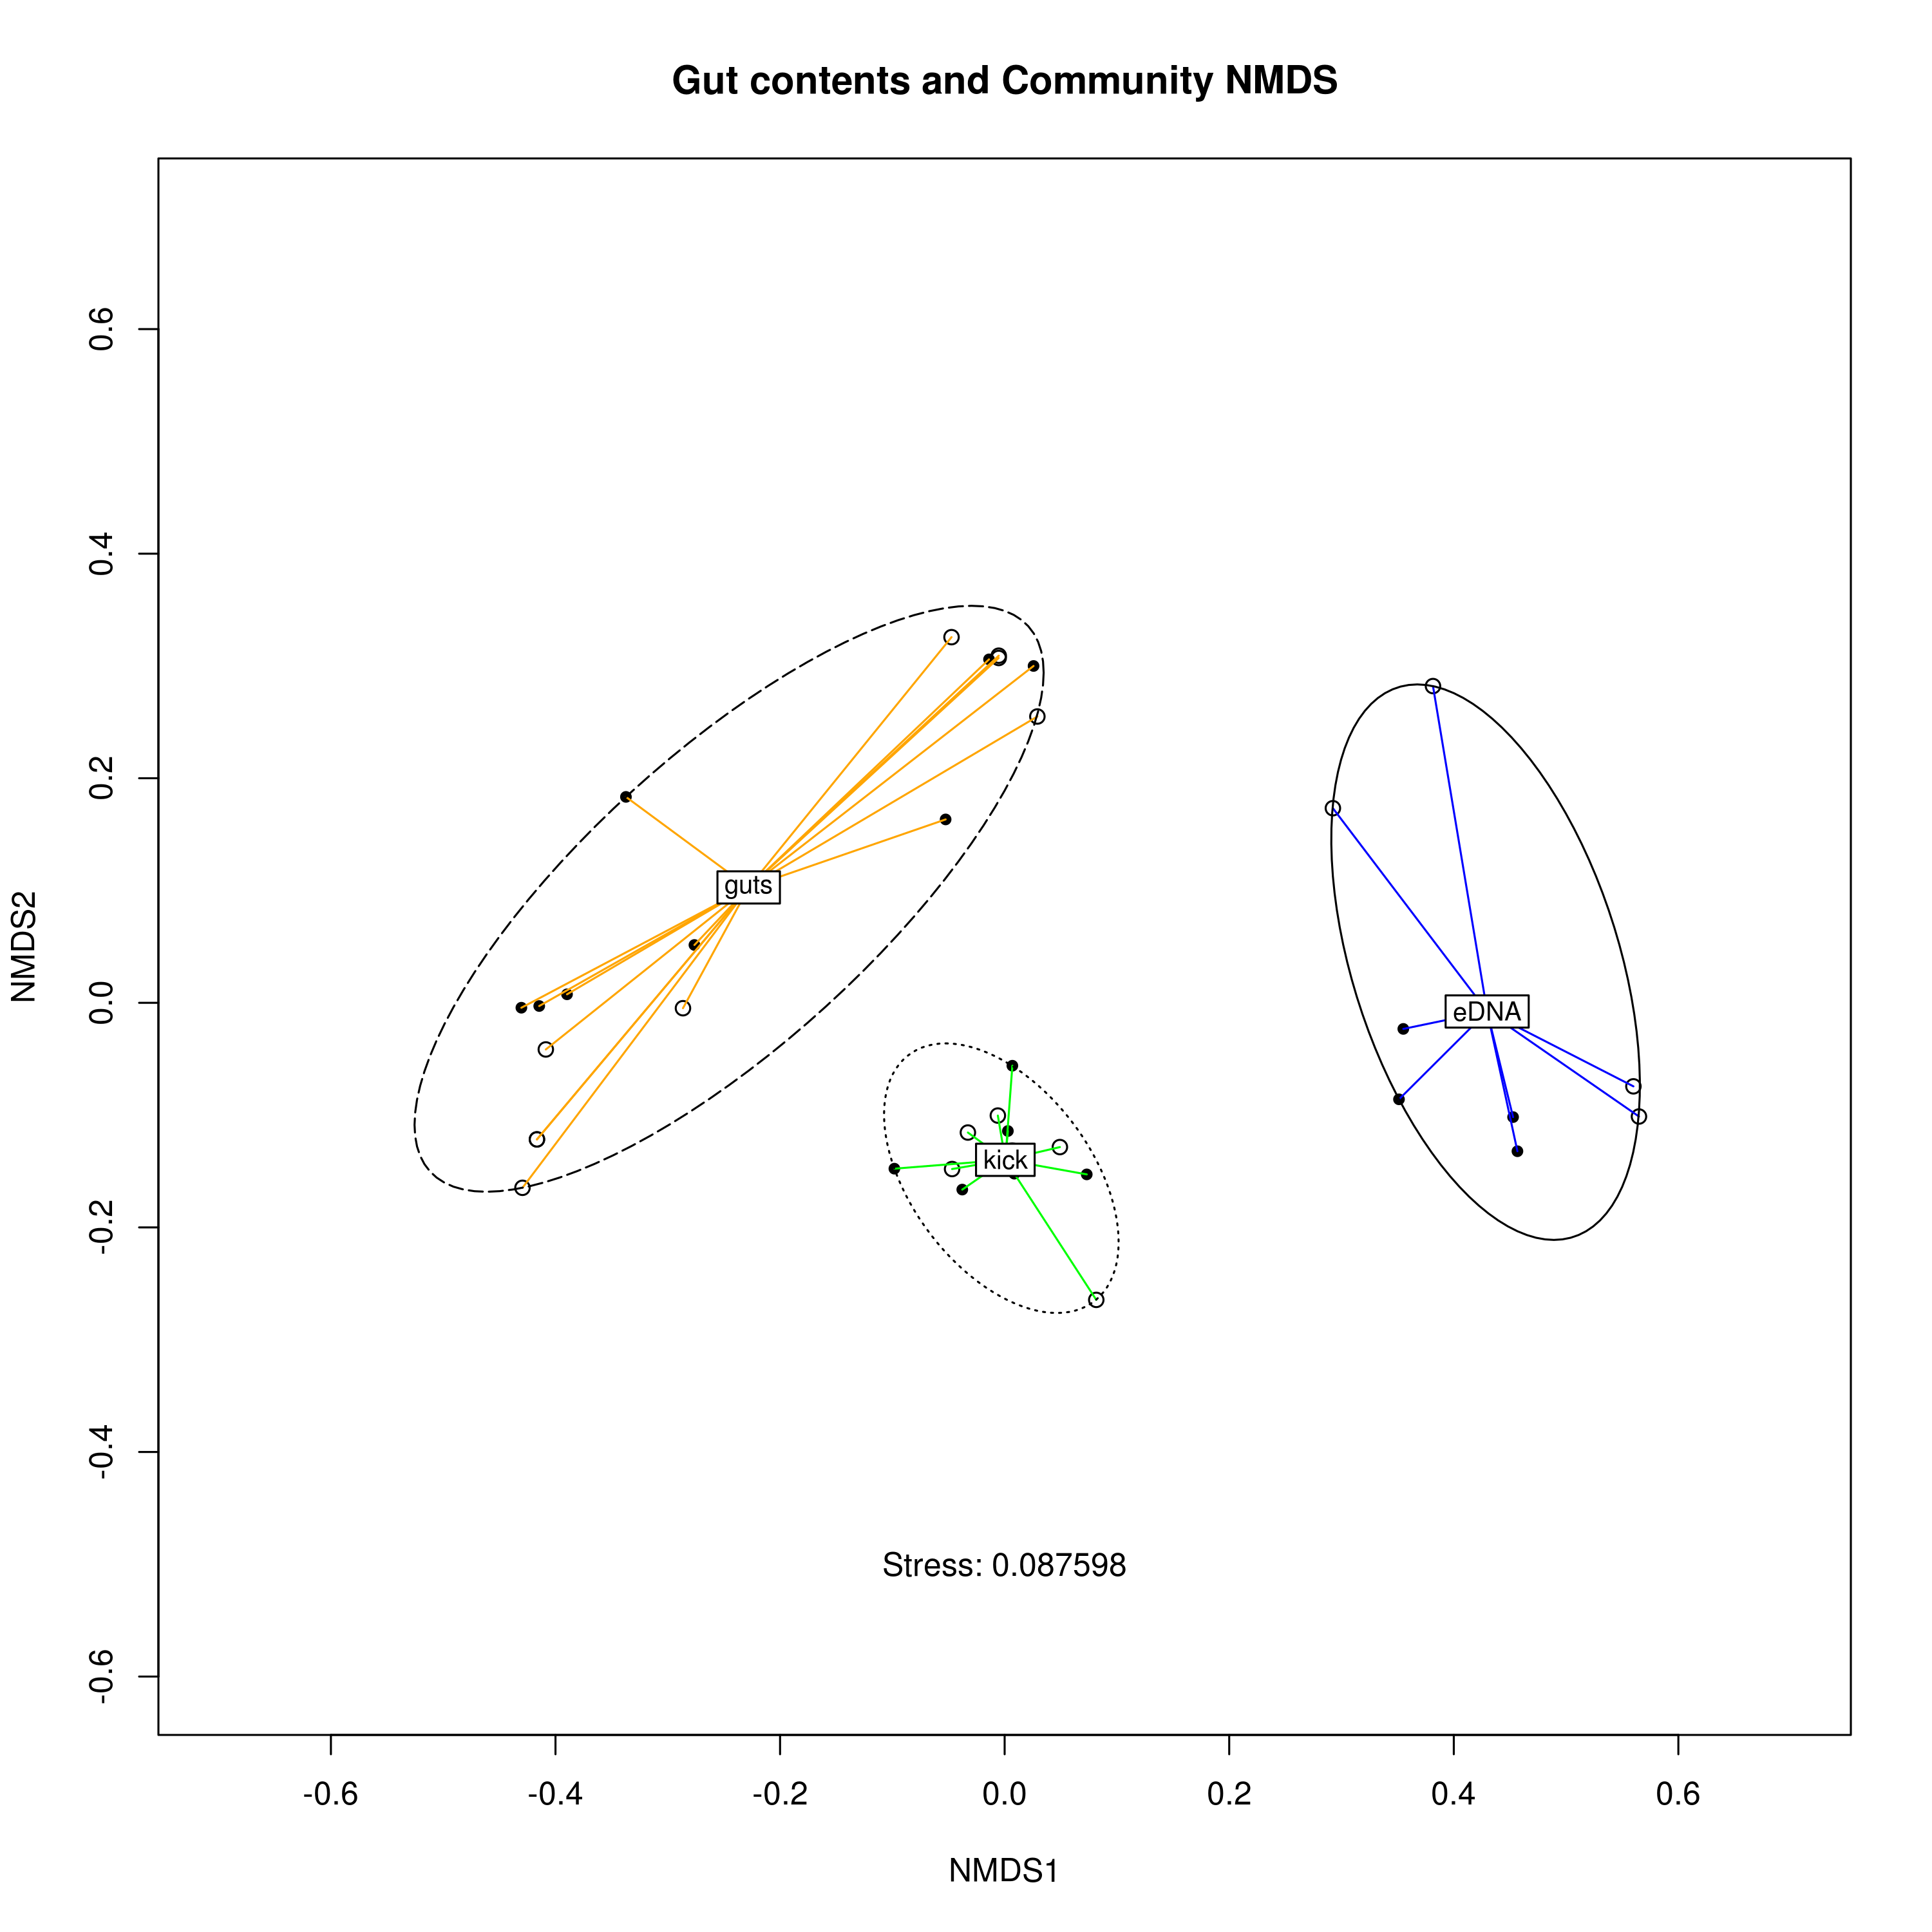 Gut contents and Community NMDS
NMDS2
0.6
0.4
0.2
0.0
-0.2
-0.4
-0.6
guts
eDNA
kick
Stress: 0.087598
-0.6 -0.4 -0.2 0.0 0.2 0.4 0.6
NMDS1